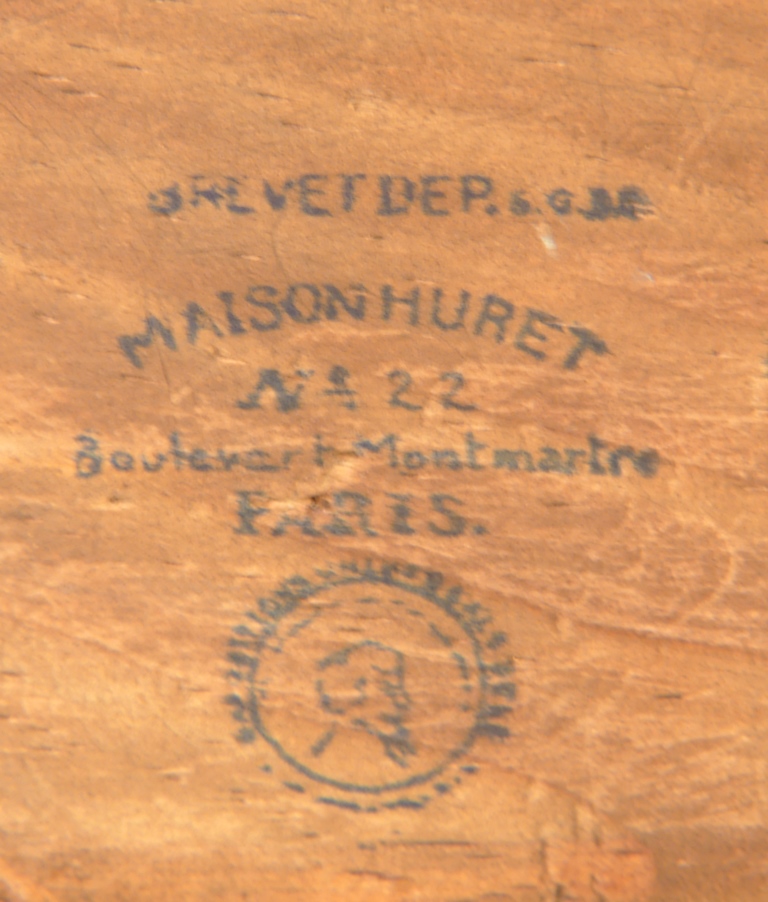 BREVET DEP. S.G.D.G
MAISON HURET
Nº 22
Boulevart Montmartre
PARIS.